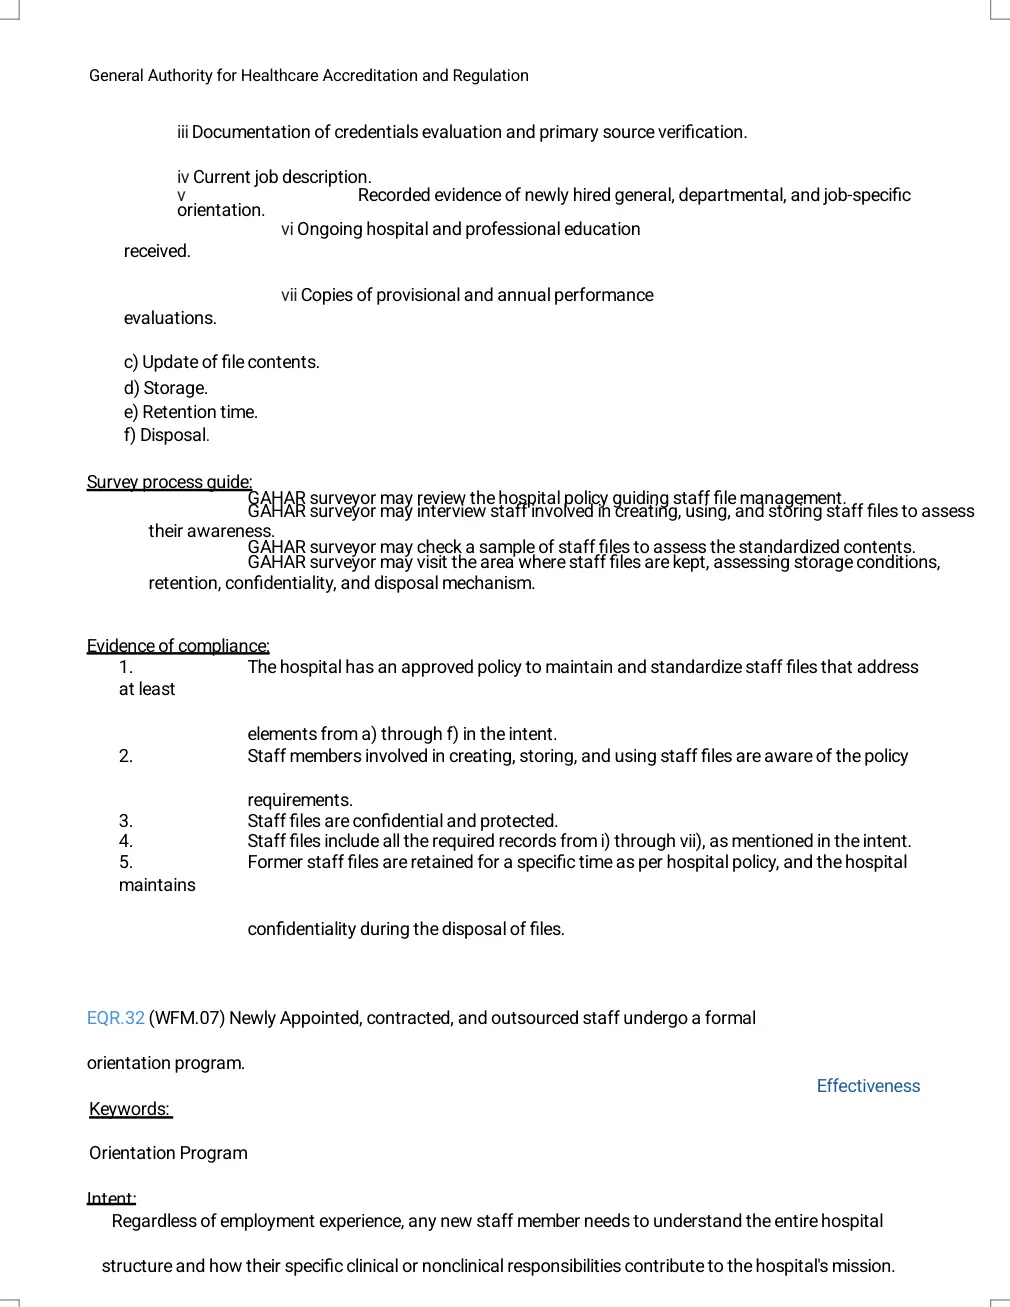 General Authority for Healthcare Accreditation and Regulation
iii Documentation of credentials evaluation and primary source verification.
iv Current job description.
v Recorded evidence of newly hired general, departmental, and job-specific
orientation.
vi Ongoing hospital and professional education
received.
vii Copies of provisional and annual performance
evaluations.
c) Update of file contents.
d) Storage.
e) Retention time.
f) Disposal.
Survey process guide:
GAHAR surveyor may review the hospital policy guiding staff file management.
GAHAR surveyor may interview staff involved in creating, using, and storing staff files to assess
their awareness.
GAHAR surveyor may check a sample of staff files to assess the standardized contents.
GAHAR surveyor may visit the area where staff files are kept, assessing storage conditions,
retention, confidentiality, and disposal mechanism.
Evidence of compliance:
1. The hospital has an approved policy to maintain and standardize staff files that address
at least
elements from a) through f) in the intent.
2. Staff members involved in creating, storing, and using staff files are aware of the policy
requirements.
3. Staff files are confidential and protected.
4. Staff files include all the required records from i) through vii), as mentioned in the intent.
5. Former staff files are retained for a specific time as per hospital policy, and the hospital
maintains
confidentiality during the disposal of files.
EQR.32 (WFM.07) Newly Appointed, contracted, and outsourced staff undergo a formal
orientation program.
Effectiveness
Keywords:
Orientation Program
Intent:
Regardless of employment experience, any new staff member needs to understand the entire hospital
structure and how their specific clinical or nonclinical responsibilities contribute to the hospital's mission.